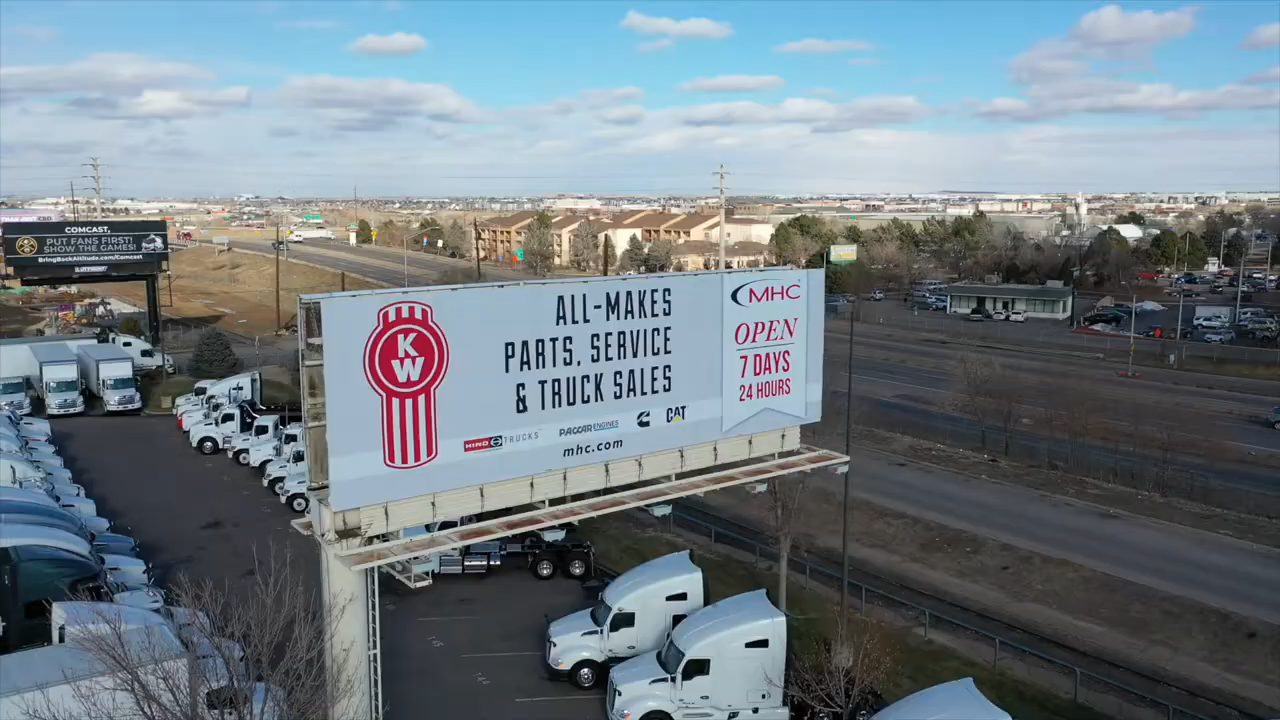 COMCAST,
PUT FANS FIRST!
SHOW THE GAMES!
BringBackAltitude.com/Comcast
KW
ALL-MAKES
PARTS, SERVICE
& TRUCK SALES
HINO TRUCKS
PACCAR ENGINES
CAT
mhc.com
MHC
OPEN
7 DAYS
24 HOURS